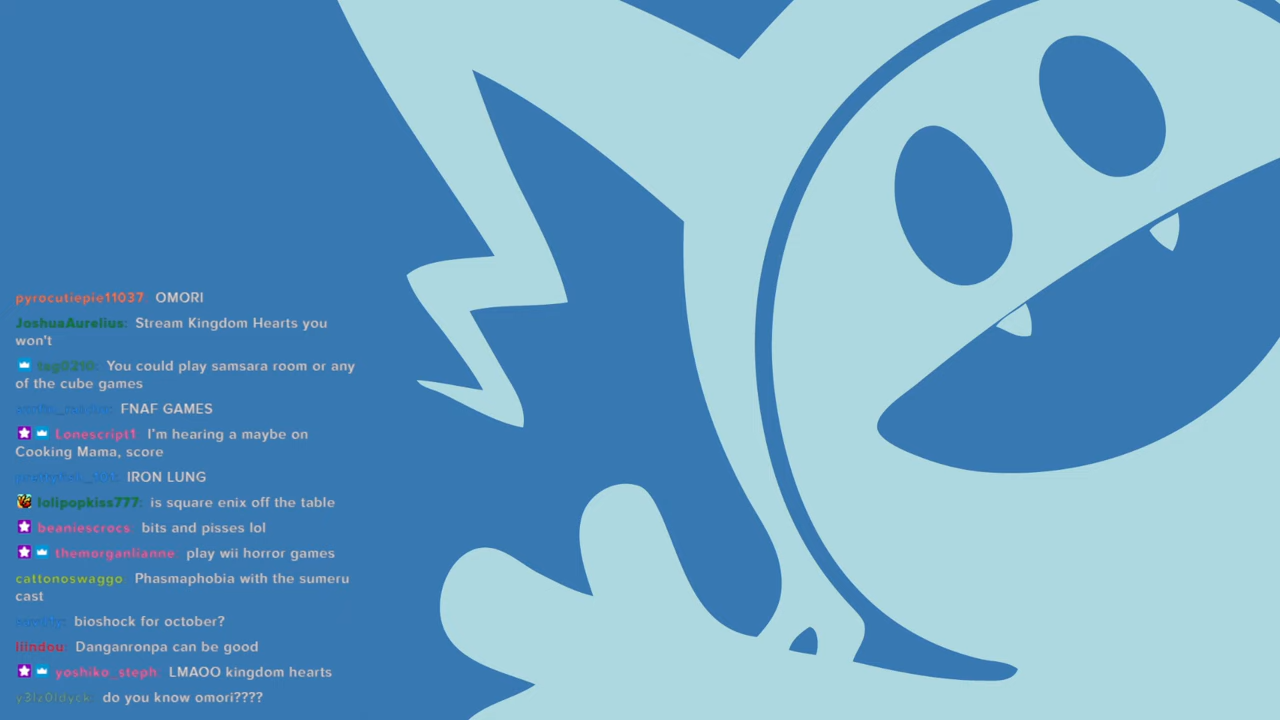 pyrocutiepie11037: OMORI
JoshuaAurelius: Stream Kingdom Hearts you
won't
tsg0210: You could play samsara room or any
of the cube games
FNAF GAMES
Lonescript1 I'm hearing a maybe on
Cooking Mama, score
IRON LUNG
lolipopkiss777: is square enix off the table
beaniescrocs: bits and pisses lol
themorganlianne play wii horror games
cattonoswaggo Phasmaphobia with the sumeru
cast
bioshock for october?
Danganronpa can be good
yoshiko_steph: LMAOO kingdom hearts
do you know omori????